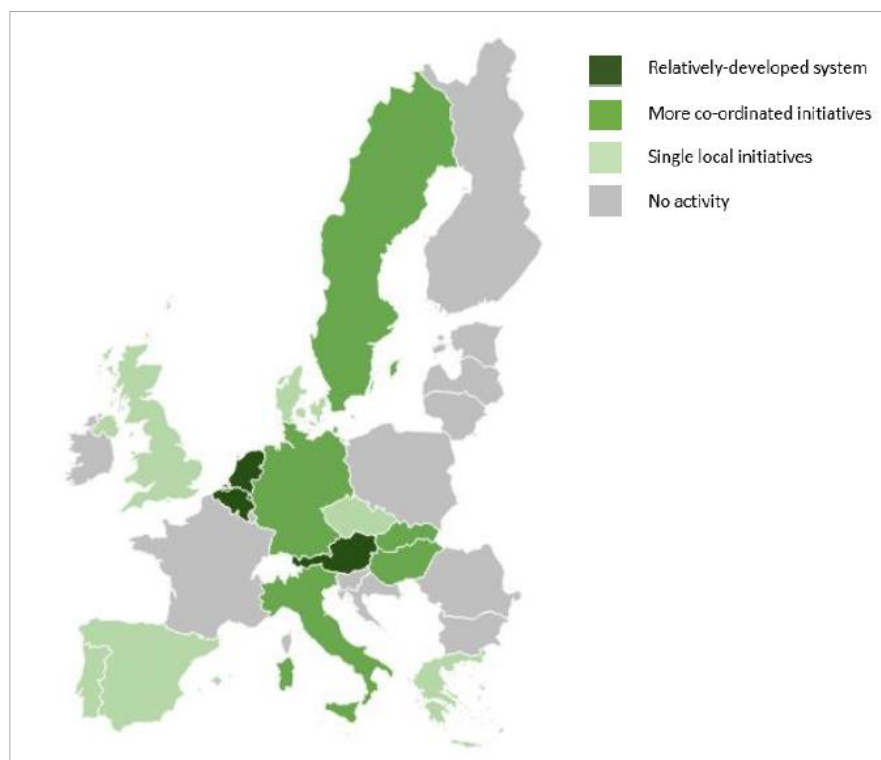 Relatively-developed system
More co-ordinated initiatives
Single local initiatives
No activity